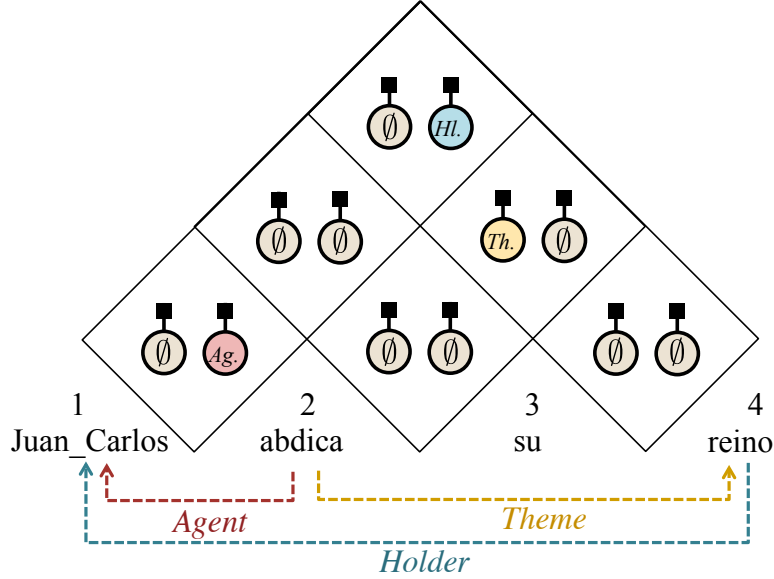 ∅ Hl.
∅ ∅ Th. ∅
∅ Ag. ∅ ∅ ∅ ∅
1 2 3 4
Juan_Carlos abdica su reino
Agent Theme
Holder